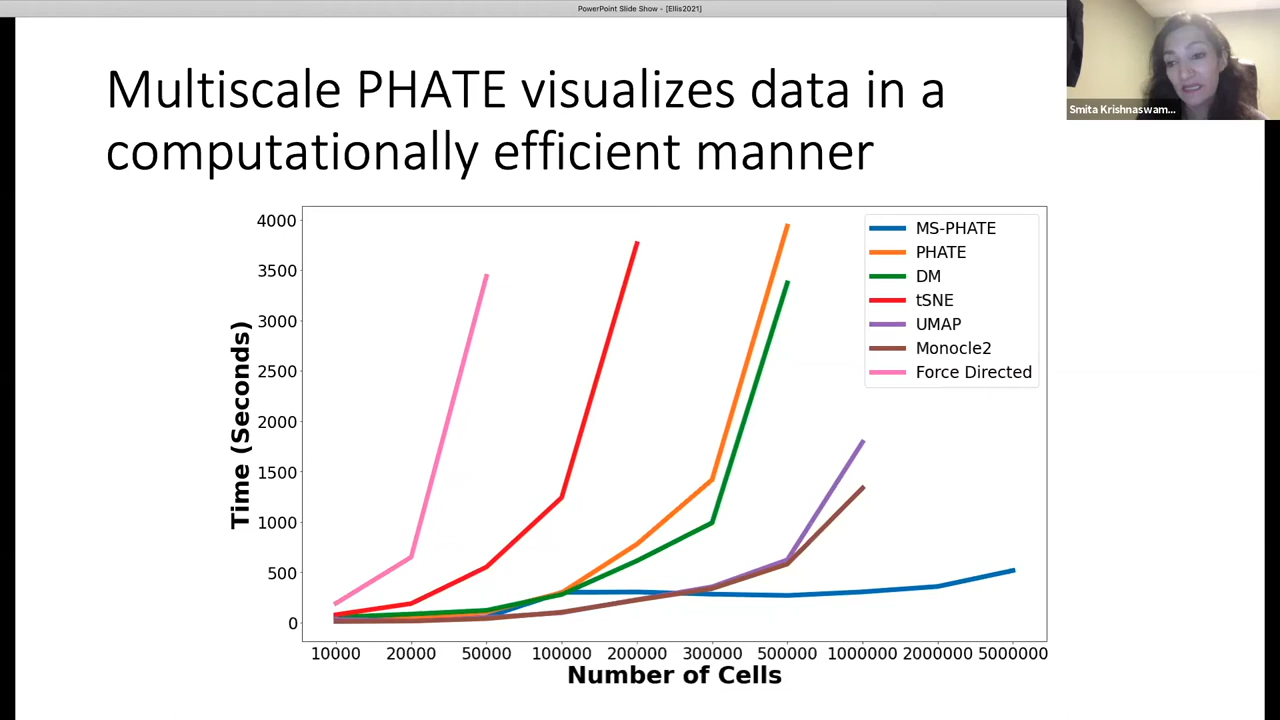 PowerPoint Slide Show - [Ellis2021]
Smita Krishnaswam...
Multiscale PHATE visualizes data in a
computationally efficient manner
4000
3500
3000
2500
2000
1500
1000
500
0
Time (Seconds)
MS-PHATE
PHATE
DM
tSNE
UMAP
Monocle2
Force Directed
10000 20000 50000 100000 200000 300000 500000 1000000 2000000 5000000
Number of Cells